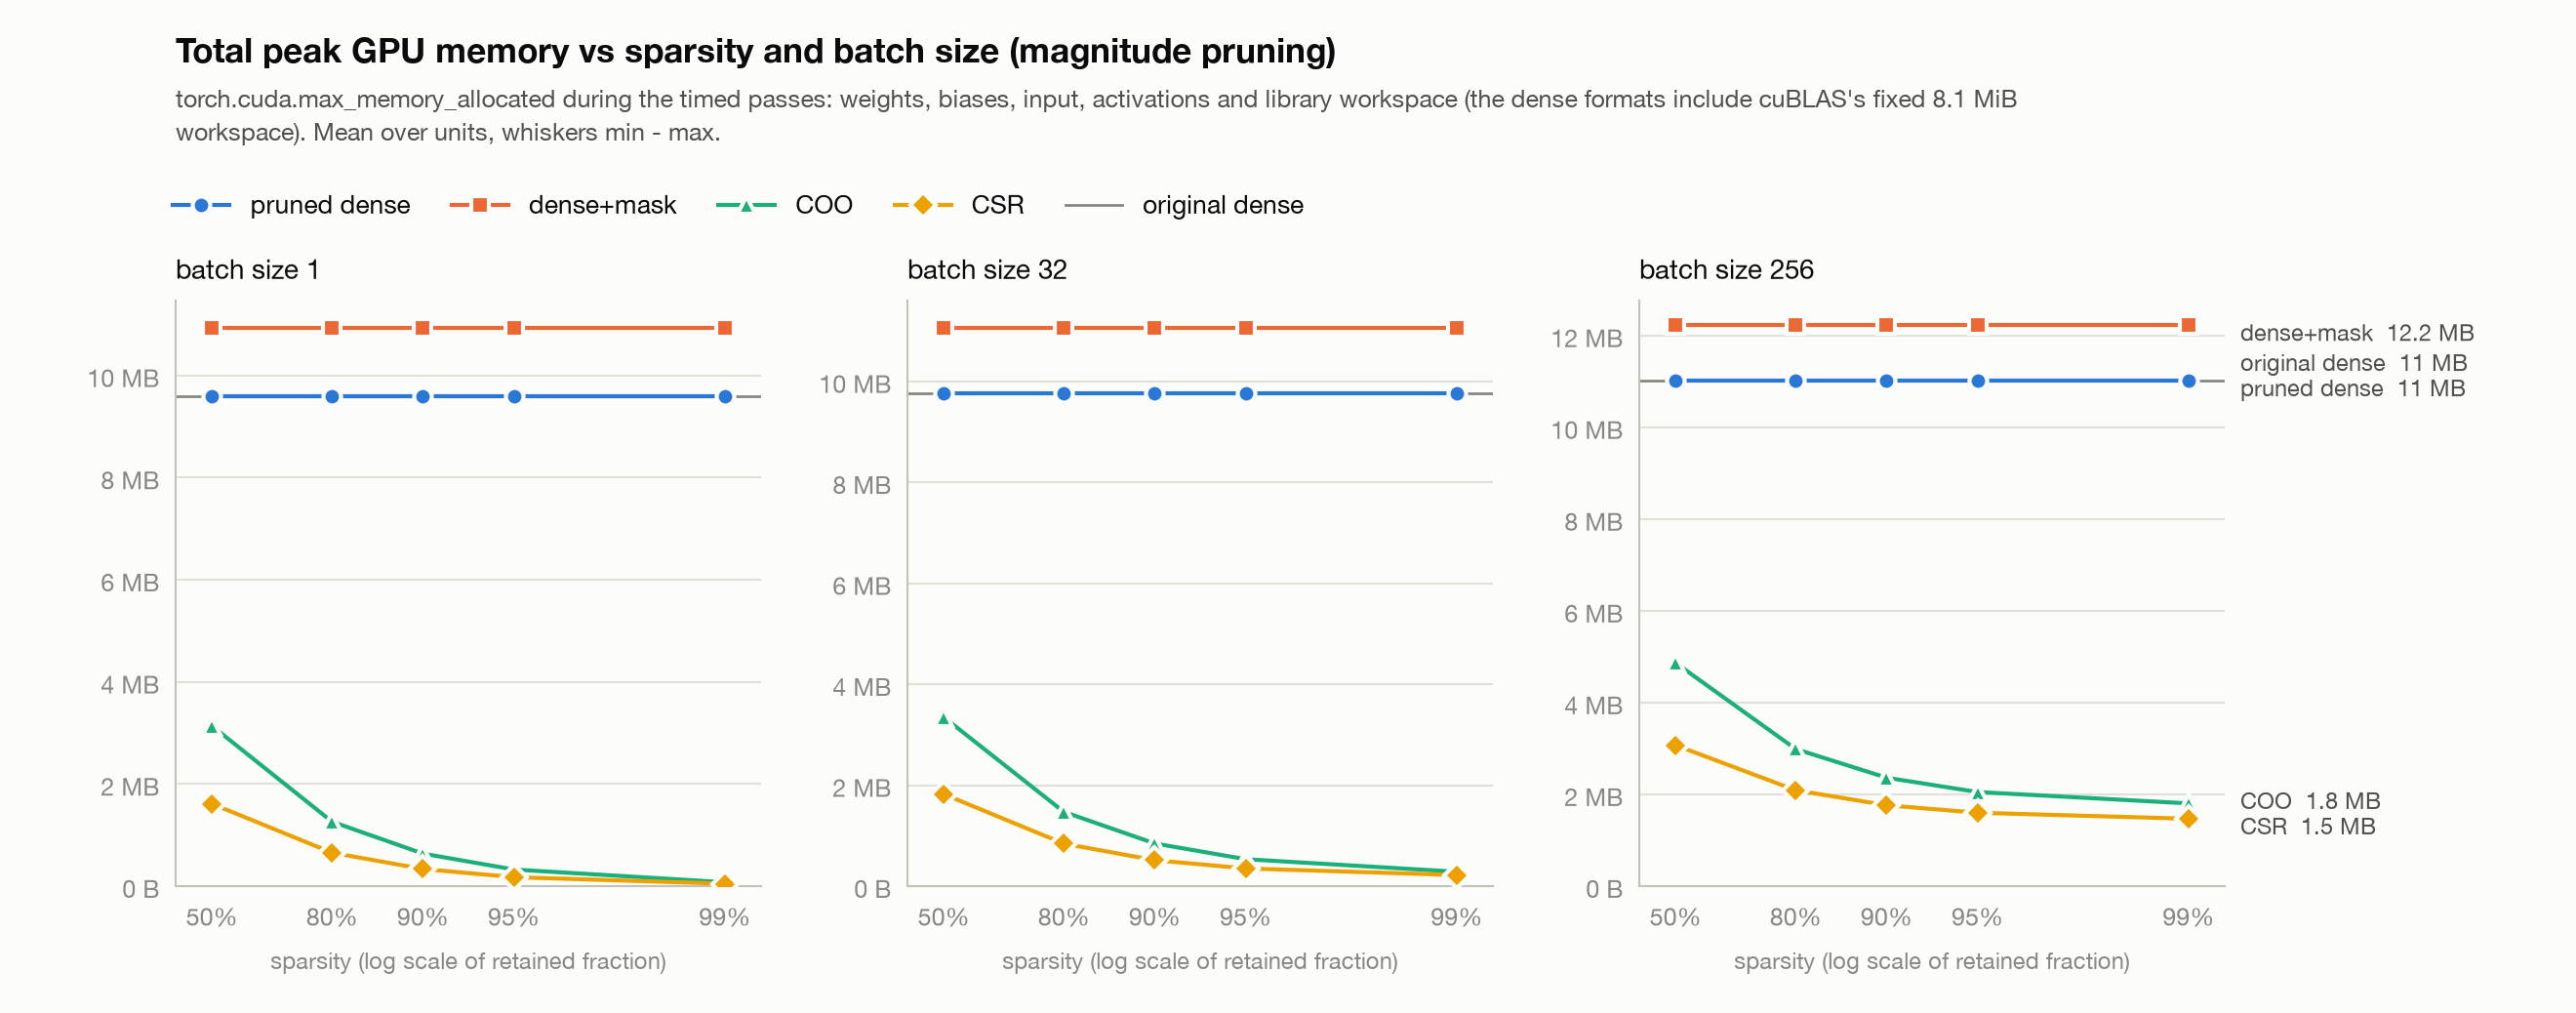 Total peak GPU memory vs sparsity and batch size (magnitude pruning)
torch.cuda.max_memory_allocated during the timed passes: weights, biases, input, activations and library workspace (the dense formats include cuBLAS's fixed 8.1 MiB
workspace). Mean over units, whiskers min - max.
pruned dense dense+mask COO CSR original dense
batch size 1
10 MB
8 MB
6 MB
4 MB
2 MB
0 B
50% 80% 90% 95% 99%
sparsity (log scale of retained fraction)
batch size 32
10 MB
8 MB
6 MB
4 MB
2 MB
0 B
50% 80% 90% 95% 99%
sparsity (log scale of retained fraction)
batch size 256
12 MB
10 MB
8 MB
6 MB
4 MB
2 MB
0 B
50% 80% 90% 95% 99%
sparsity (log scale of retained fraction)
dense+mask 12.2 MB
original dense 11 MB
pruned dense 11 MB
COO 1.8 MB
CSR 1.5 MB